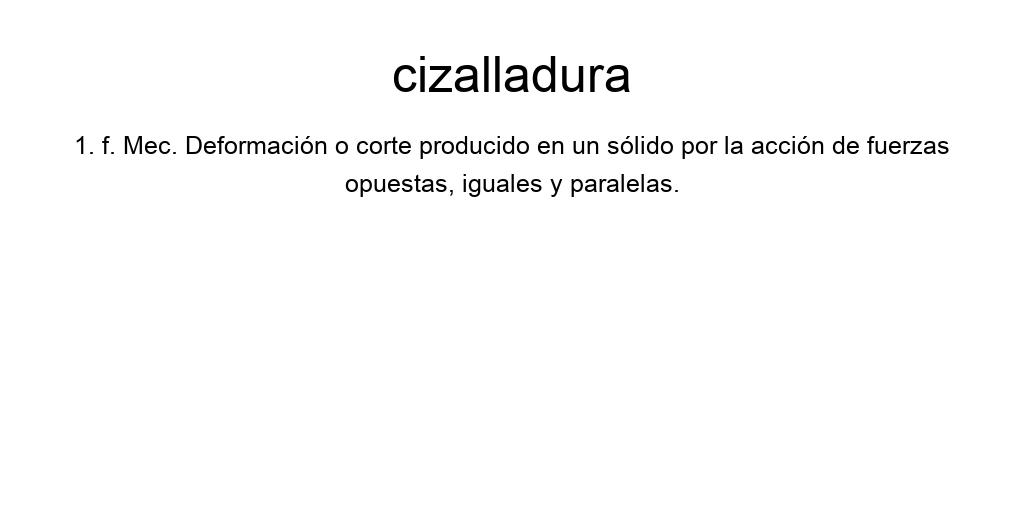 cizalladura
1. f. Mec. Deformación o corte producido en un sólido por la acción de fuerzas
opuestas, iguales y paralelas.